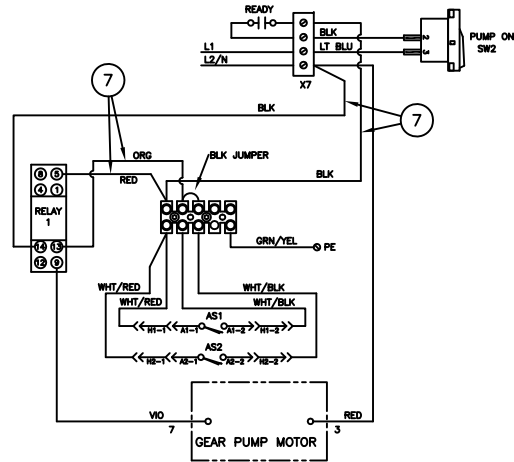 READY
BLK
PUMP ON
SW2
2
3
L1
LT BLU
L2/N
X7
7
BLK
7
ORG
BLK JUMPER
RED
BLK
8 5
4 1
RELAY
1
14 13
12 9
GRN/YEL
PE
WHT/RED
WHT/BLK
WHT/RED
WHT/BLK
AS1
H1-1 A1-1 A1-2 H1-2
AS2
H2-1 A2-1 A2-2 H2-2
VIO
RED
7
3
GEAR PUMP MOTOR